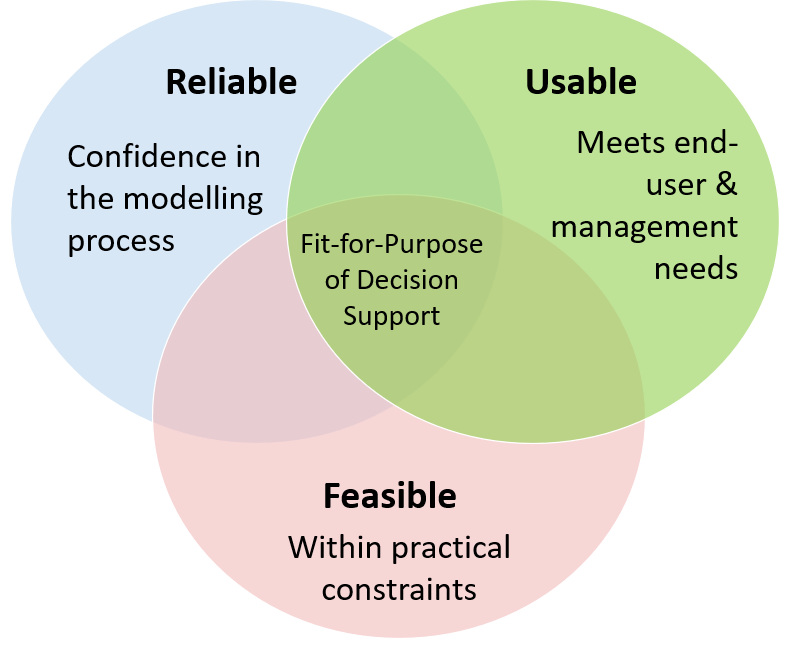 Reliable
Confidence in
the modelling
process
Usable
Meets end-
user &
management
needs
Fit-for-Purpose
of Decision
Support
Feasible
Within practical
constraints